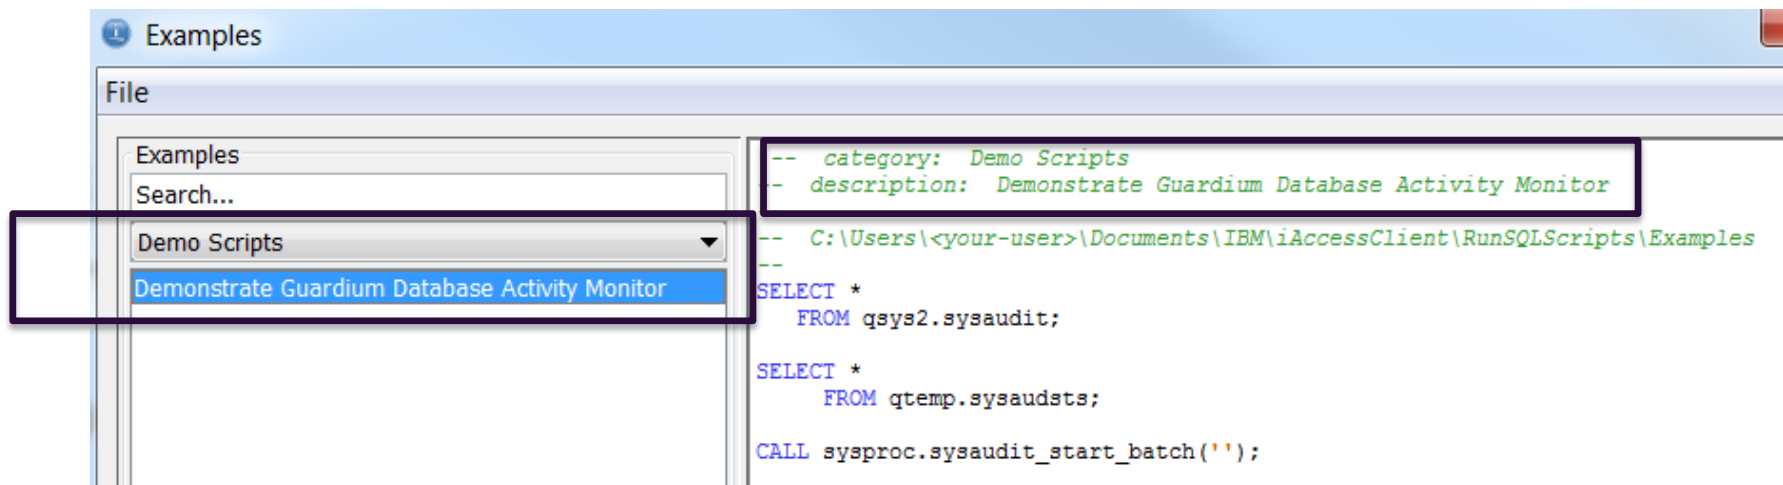 Examples
File
Examples
Search...
Demo Scripts
Demonstrate Guardium Database Activity Monitor
-- category: Demo Scripts
-- description: Demonstrate Guardium Database Activity Monitor
-- C:\Users\<your-user>\Documents\IBM\iAccessClient\RunSQLScripts\Examples
--
SELECT *
FROM qsys2.sysaudit;
SELECT *
FROM qtemp.sysaudsts;
CALL sysproc.sysaudit_start_batch('');